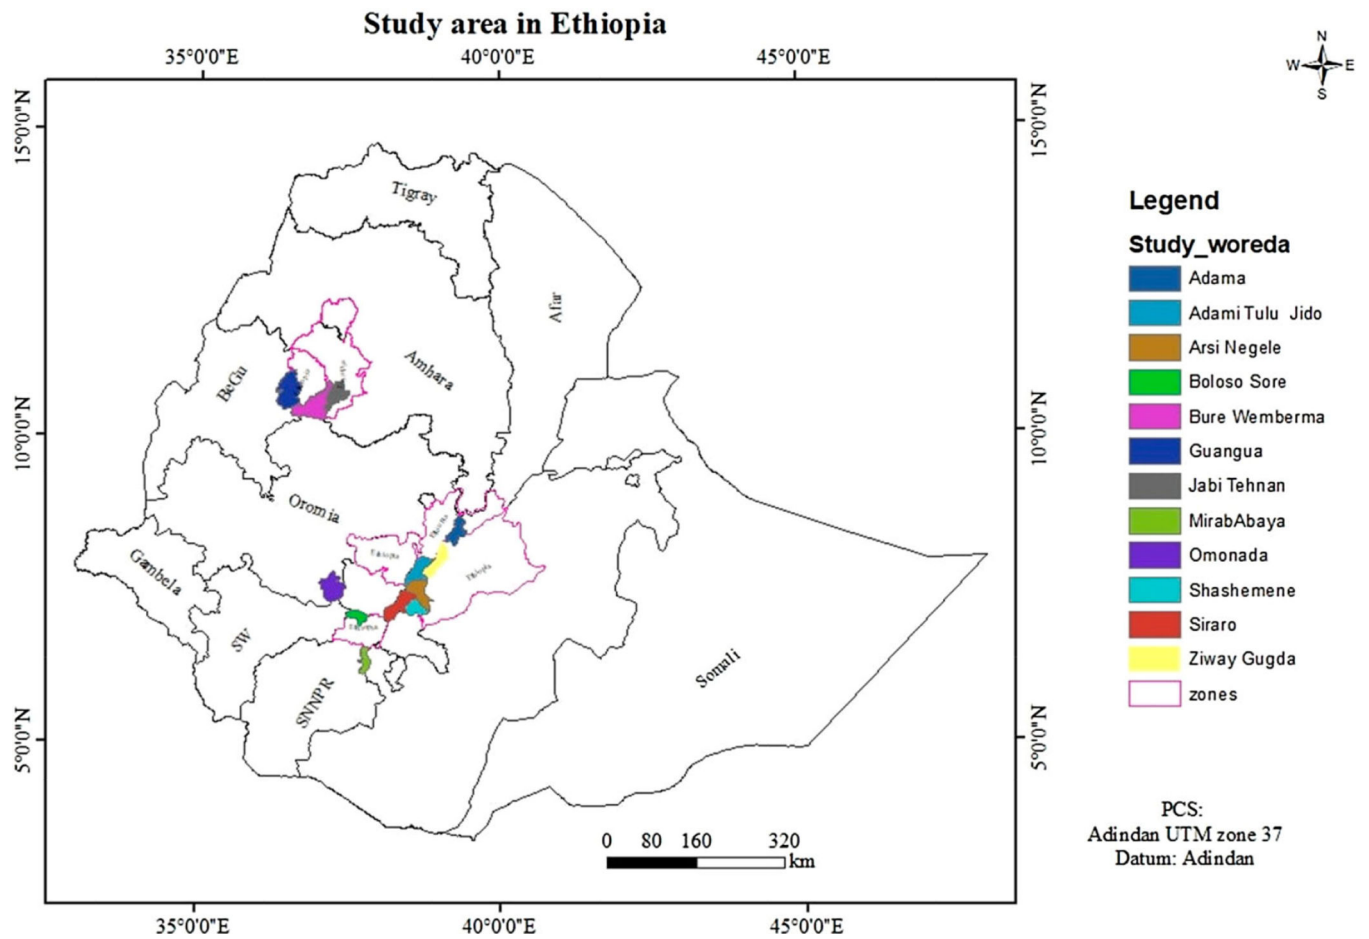 Study area in Ethiopia
35°0'0"E
40°0'0"E
45°0'0"E
N
W
E
S
15°0'0"N
15°0'0"N
Tigray
Afar
Amhara
BeGu
10°0'0"N
10°0'0"N
Oromia
Gambela
Ethiopia
SW
SNNPR
Somali
5°0'0"N
5°0'0"N
0 80 160 320
km
35°0'0"E
40°0'0"E
45°0'0"E
Legend
Study_woreda
Adama
Adami Tulu Jido
Arsi Negele
Boloso Sore
Bure Wemberma
Guangua
Jabi Tehnan
MirabAbaya
Omonada
Shashemene
Siraro
Ziway Gugda
zones
PCS:
Adindan UTM zone 37
Datum: Adindan